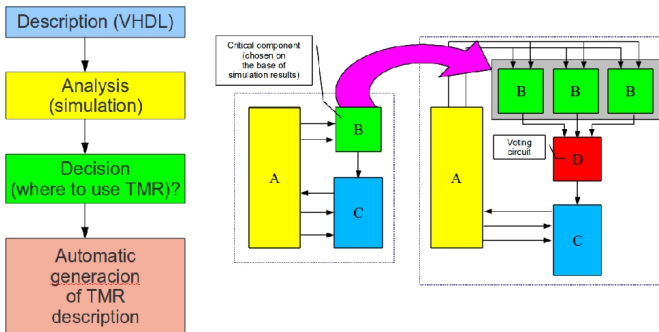 Description (VHDL)
Analysis
(simulation)
Decision
(where to use TMR)?
Automatic
generacion
of TMR
description
Critical component
(chosen on
the base of
simulation results)
A
B
C
B
B
B
Voting
circuit
D
A
C